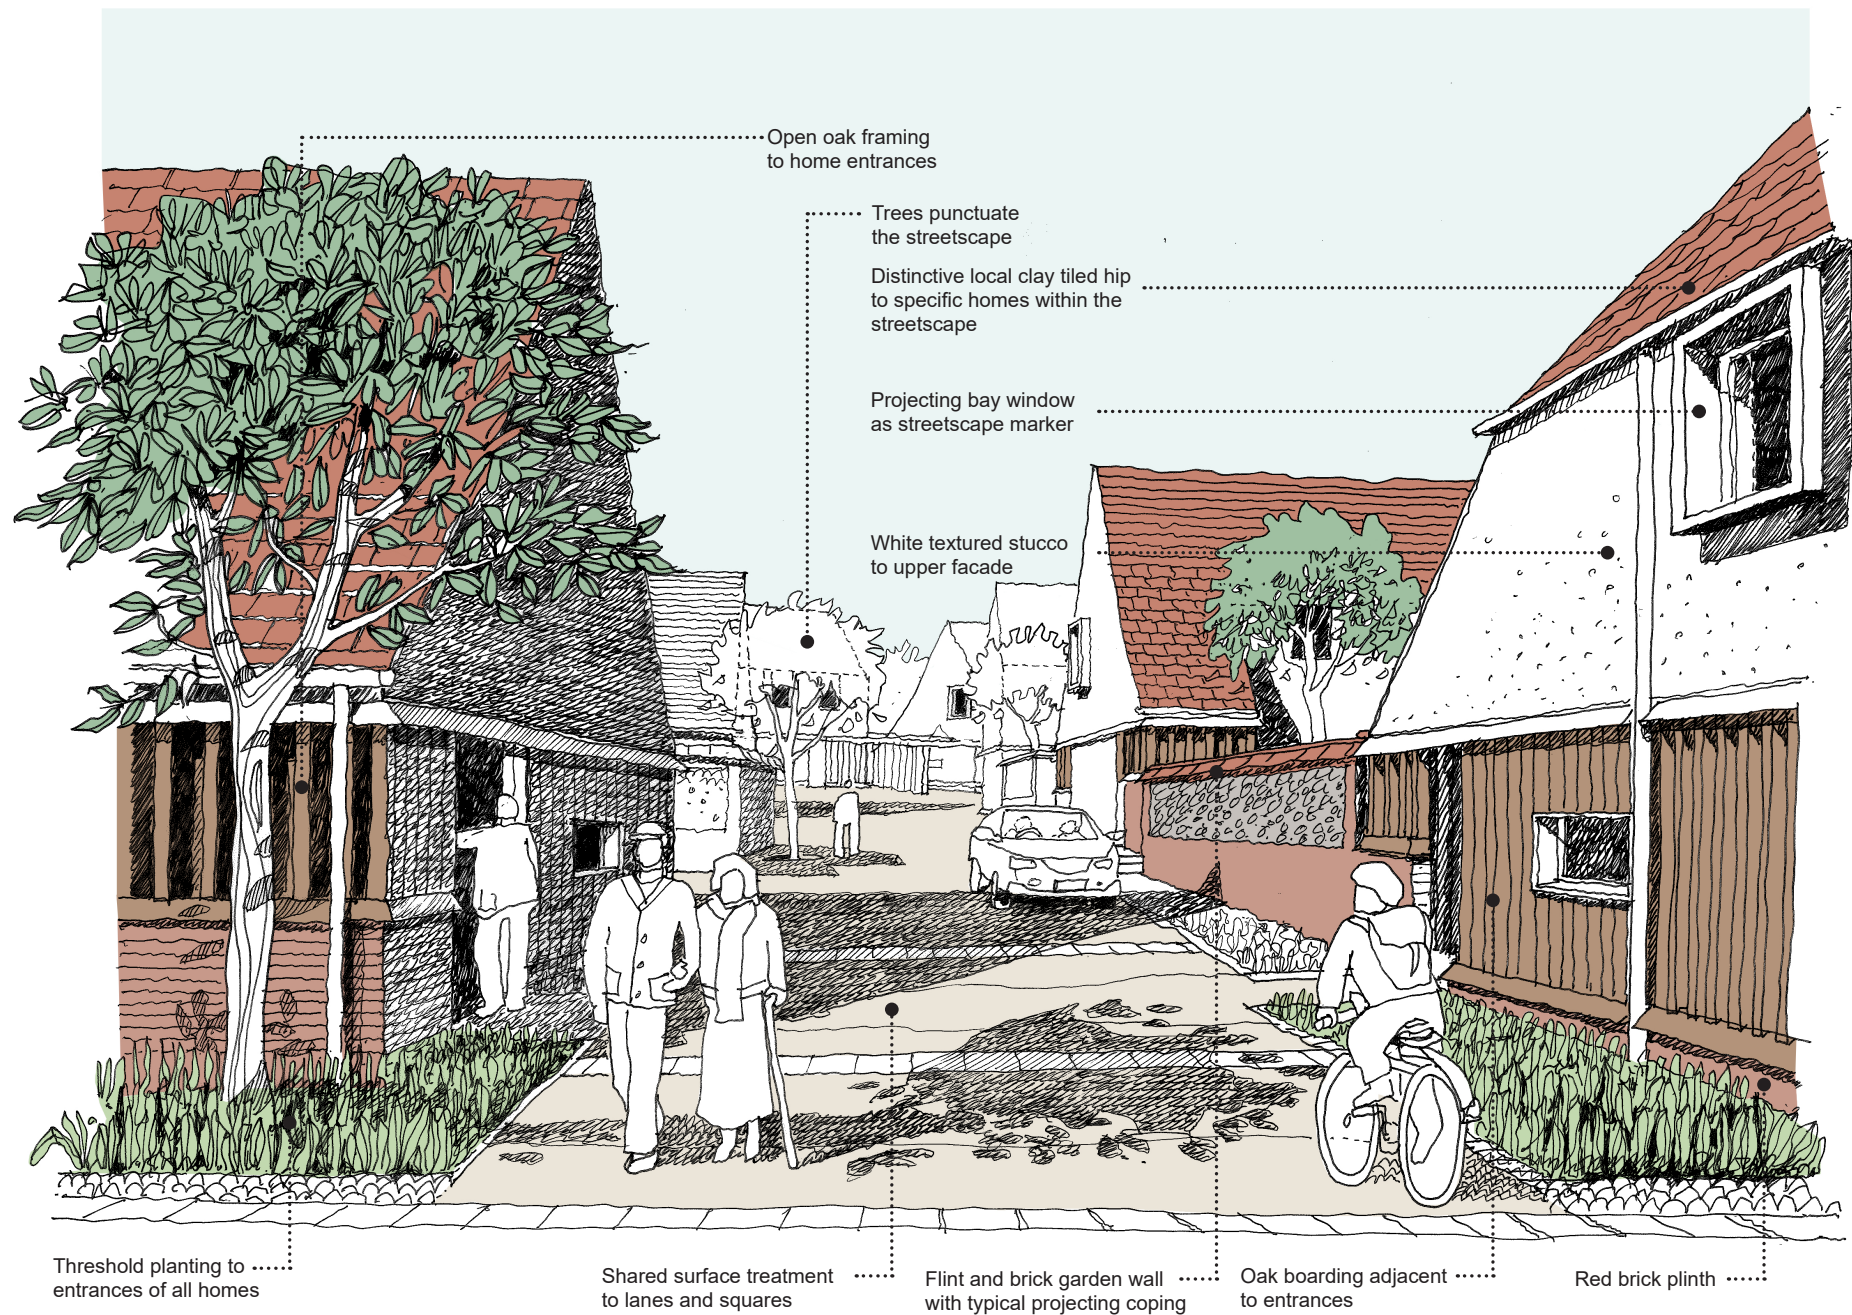 Open oak framing
to home entrances
Trees punctuate
the streetscape
Distinctive local clay tiled hip
to specific homes within the
streetscape
Projecting bay window
as streetscape marker
White textured stucco
to upper facade
Threshold planting to
entrances of all homes
Shared surface treatment
to lanes and squares
Flint and brick garden wall
with typical projecting coping
Oak boarding adjacent
to entrances
Red brick plinth